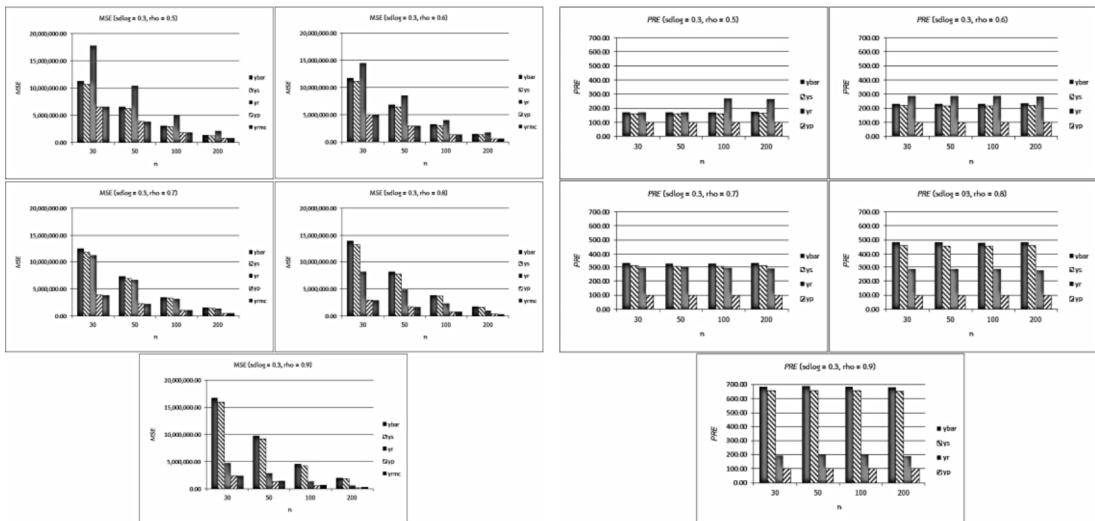 MSE (sdlog = 0.3, rho = 0.5)
20,000,000.00
15,000,000.00
10,000,000.00
5,000,000.00
0.00
MSE
30 50 100 200
n
ybar
ys
yr
yp
yrmc
MSE (sdlog = 0.3, rho = 0.6)
20,000,000.00
15,000,000.00
10,000,000.00
5,000,000.00
0.00
MSE
30 50 100 200
n
ybar
ys
yr
yp
yrmc
PRE (sdlog = 0.3, rho = 0.5)
700.00
600.00
500.00
400.00
300.00
200.00
100.00
0.00
PRE
30 50 100 200
n
ybar
ys
yr
yp
PRE (sdlog = 0.3, rho = 0.6)
700.00
600.00
500.00
400.00
300.00
200.00
100.00
0.00
PRE
30 50 100 200
n
ybar
ys
yr
yp
MSE (sdlog = 0.3, rho = 0.7)
20,000,000.00
15,000,000.00
10,000,000.00
5,000,000.00
0.00
MSE
30 50 100 200
n
ybar
ys
yr
yp
yrmc
MSE (sdlog = 0.3, rho = 0.8)
20,000,000.00
15,000,000.00
10,000,000.00
5,000,000.00
0.00
MSE
30 50 100 200
n
ybar
ys
yr
yp
yrmc
PRE (sdlog = 0.3, rho = 0.7)
700.00
600.00
500.00
400.00
300.00
200.00
100.00
0.00
PRE
30 50 100 200
n
ybar
ys
yr
yp
PRE (sdlog = 03, rho = 0.8)
700.00
600.00
500.00
400.00
300.00
200.00
100.00
0.00
PRE
30 50 100 200
n
ybar
ys
yr
yp
MSE (sdlog = 0.3, rho = 0.9)
20,000,000.00
15,000,000.00
10,000,000.00
5,000,000.00
0.00
MSE
30 50 100 200
n
ybar
ys
yr
yp
yrmc
PRE (sdlog = 0.3, rho = 0.9)
700.00
600.00
500.00
400.00
300.00
200.00
100.00
0.00
PRE
30 50 100 200
n
ybar
ys
yr
yp